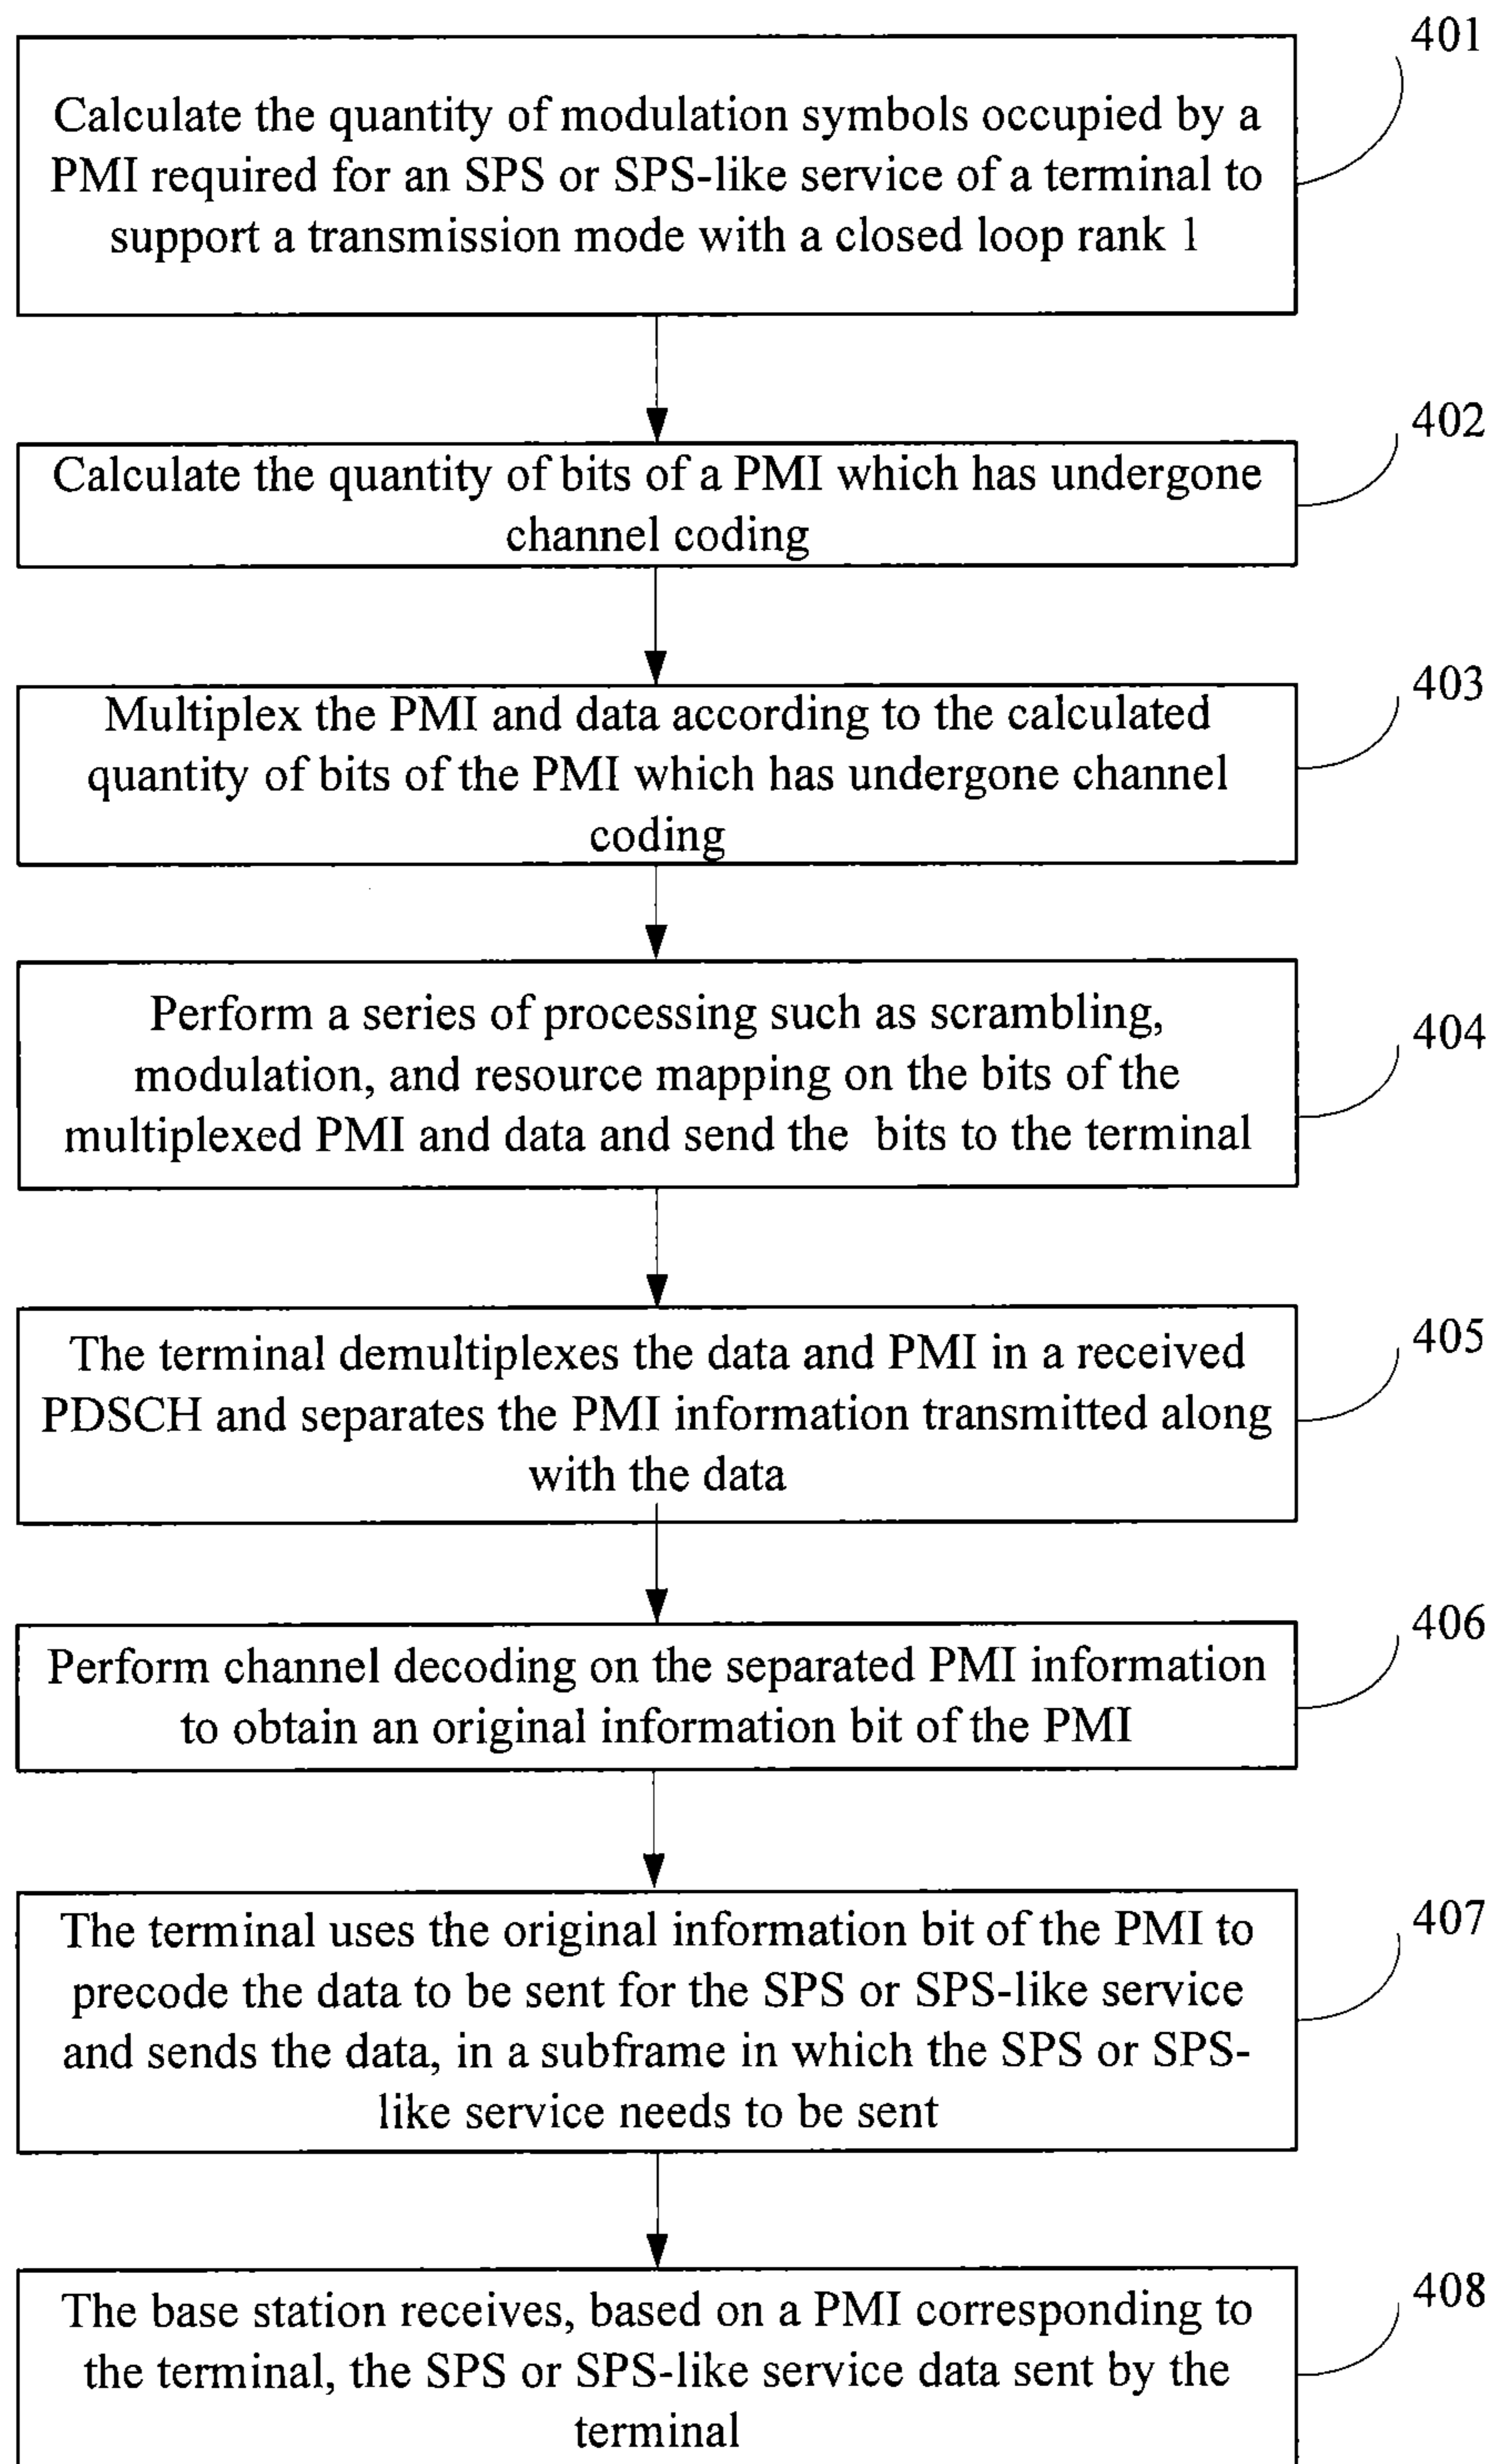 401
Calculate the quantity of modulation symbols occupied by a
PMI required for an SPS or SPS-like service of a terminal to
support a transmission mode with a closed loop rank 1
402
Calculate the quantity of bits of a PMI which has undergone
channel coding
403
Multiplex the PMI and data according to the calculated
quantity of bits of the PMI which has undergone channel
coding
404
Perform a series of processing such as scrambling,
modulation, and resource mapping on the bits of the
multiplexed PMI and data and send the bits to the terminal
405
The terminal demultiplexes the data and PMI in a received
PDSCH and separates the PMI information transmitted along
with the data
406
Perform channel decoding on the separated PMI information
to obtain an original information bit of the PMI
407
The terminal uses the original information bit of the PMI to
precode the data to be sent for the SPS or SPS-like service
and sends the data, in a subframe in which the SPS or SPS-
like service needs to be sent
408
The base station receives, based on a PMI corresponding to
the terminal, the SPS or SPS-like service data sent by the
terminal